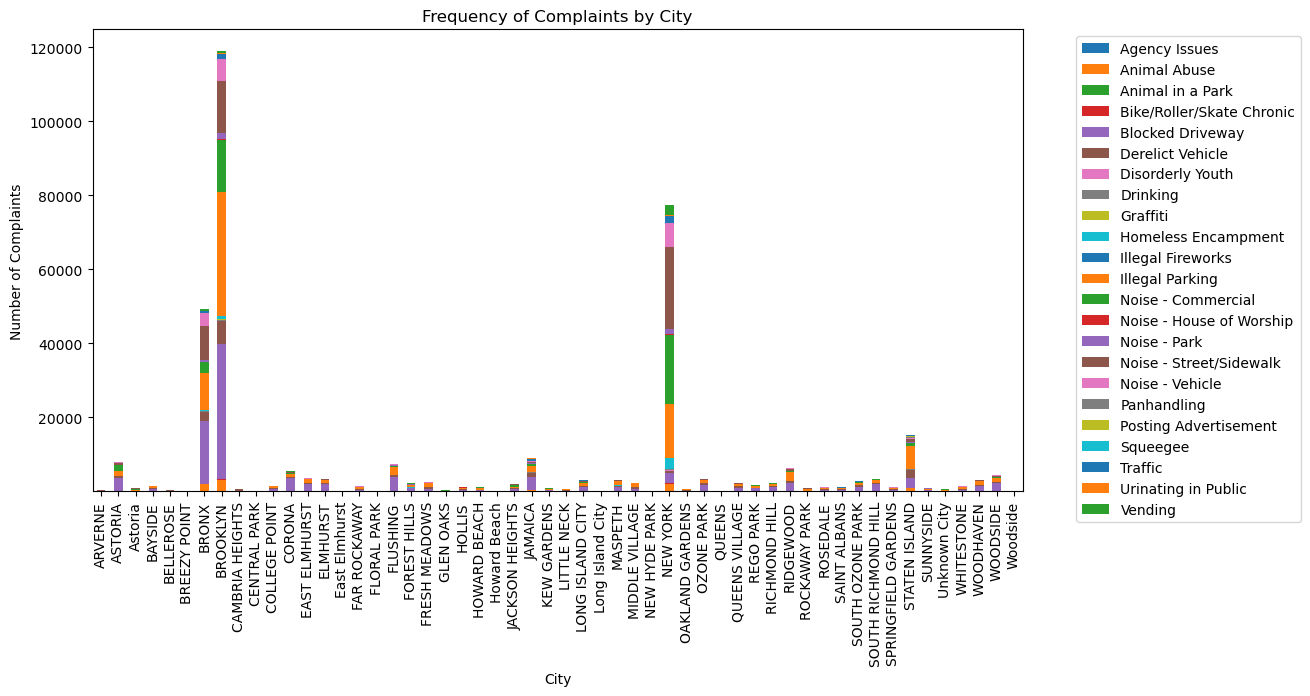 Frequency of Complaints by City
Number of Complaints
120000
100000
80000
60000
40000
20000
ARVERNE
ASTORIA
Astoria
BAYSIDE
BELLEROSE
BREEZY POINT
BRONX
BROOKLYN
CAMBRIA HEIGHTS
CENTRAL PARK
COLLEGE POINT
CORONA
EAST ELMHURST
ELMHURST
East Elmhurst
FAR ROCKAWAY
FLORAL PARK
FLUSHING
FOREST HILLS
FRESH MEADOWS
GLEN OAKS
HOLLIS
HOWARD BEACH
Howard Beach
JACKSON HEIGHTS
JAMAICA
KEW GARDENS
LITTLE NECK
LONG ISLAND CITY
Long Island City
MASPETH
MIDDLE VILLAGE
NEW HYDE PARK
NEW YORK
OAKLAND GARDENS
OZONE PARK
QUEENS
QUEENS VILLAGE
REGO PARK
RICHMOND HILL
RIDGEWOOD
ROCKAWAY PARK
ROSEDALE
SAINT ALBANS
SOUTH OZONE PARK
SOUTH RICHMOND HILL
SPRINGFIELD GARDENS
STATEN ISLAND
SUNNYSIDE
Unknown City
WHITESTONE
WOODHAVEN
WOODSIDE
Woodside
City
Agency Issues
Animal Abuse
Animal in a Park
Bike/Roller/Skate Chronic
Blocked Driveway
Derelict Vehicle
Disorderly Youth
Drinking
Graffiti
Homeless Encampment
Illegal Fireworks
Illegal Parking
Noise - Commercial
Noise - House of Worship
Noise - Park
Noise - Street/Sidewalk
Noise - Vehicle
Panhandling
Posting Advertisement
Squeegee
Traffic
Urinating in Public
Vending